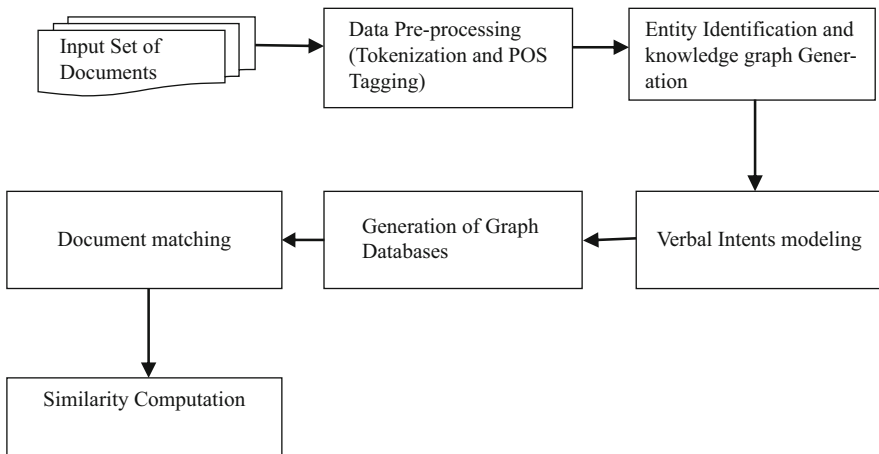 Input Set of
Documents
Data Pre-processing
(Tokenization and POS
Tagging)
Entity Identification and
knowledge graph Gener-
ation
Verbal Intents modeling
Generation of Graph
Databases
Document matching
Similarity Computation